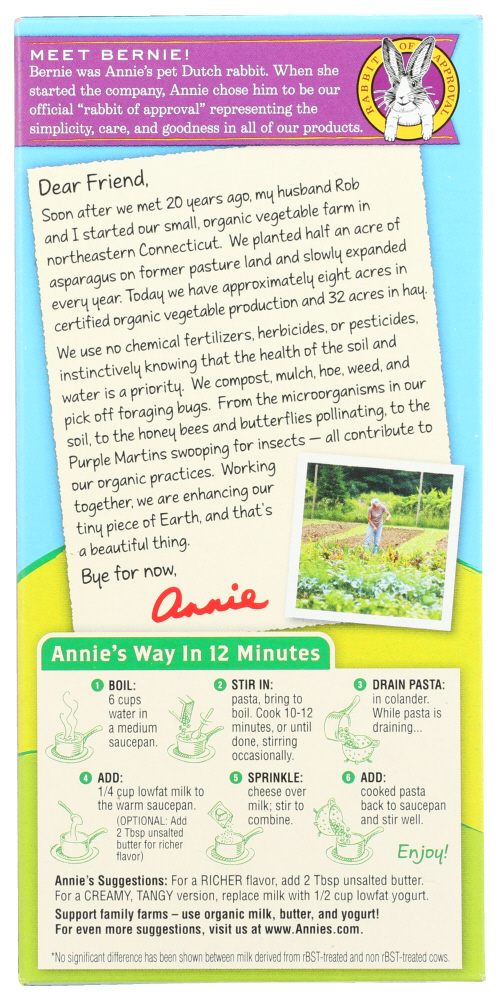 MEET BERNIE!
Bernie was Annie's pet Dutch rabbit. When she
started the company, Annie chose him to be our
official "rabbit of approval" representing the
simplicity, care, and goodness in all of our products.
RABBIT OF APPROVAL
Dear Friend,
Soon after we met 20 years ago, my husband Rob
and I started our small, organic vegetable farm in
northeastern Connecticut. We planted half an acre of
asparagus on former pasture land and slowly expanded
every year. Today we have approximately eight acres in
certified organic vegetable production and 32 acres in hay.
We use no chemical fertilizers, herbicides, or pesticides,
instinctively knowing that the health of the soil and
water is a priority. We compost, mulch, hoe, weed, and
pick off foraging bugs. From the microorganisms in our
soil, to the honey bees and butterflies pollinating, to the
Purple Martins swooping for insects — all contribute to
our organic practices. Working
together, we are enhancing our
tiny piece of Earth, and that's
a beautiful thing.
Bye for now,
Annie
Annie's Way In 12 Minutes
1 BOIL:
6 cups
water in
a medium
saucepan.
2 STIR IN:
pasta, bring to
boil. Cook 10-12
minutes, or until
done, stirring
occasionally.
3 DRAIN PASTA:
in colander.
While pasta is
draining...
4 ADD:
1/4 cup lowfat milk to
the warm saucepan.
(OPTIONAL: Add
2 Tbsp unsalted
butter for richer
flavor)
5 SPRINKLE:
cheese over
milk; stir to
combine.
6 ADD:
cooked pasta
back to saucepan
and stir well.
Enjoy!
Annie's Suggestions: For a RICHER flavor, add 2 Tbsp unsalted butter.
For a CREAMY, TANGY version, replace milk with 1/2 cup lowfat yogurt.
Support family farms – use organic milk, butter, and yogurt!
For even more suggestions, visit us at www.Annies.com.
*No significant difference has been shown between milk derived from rBST-treated and non rBST-treated cows.